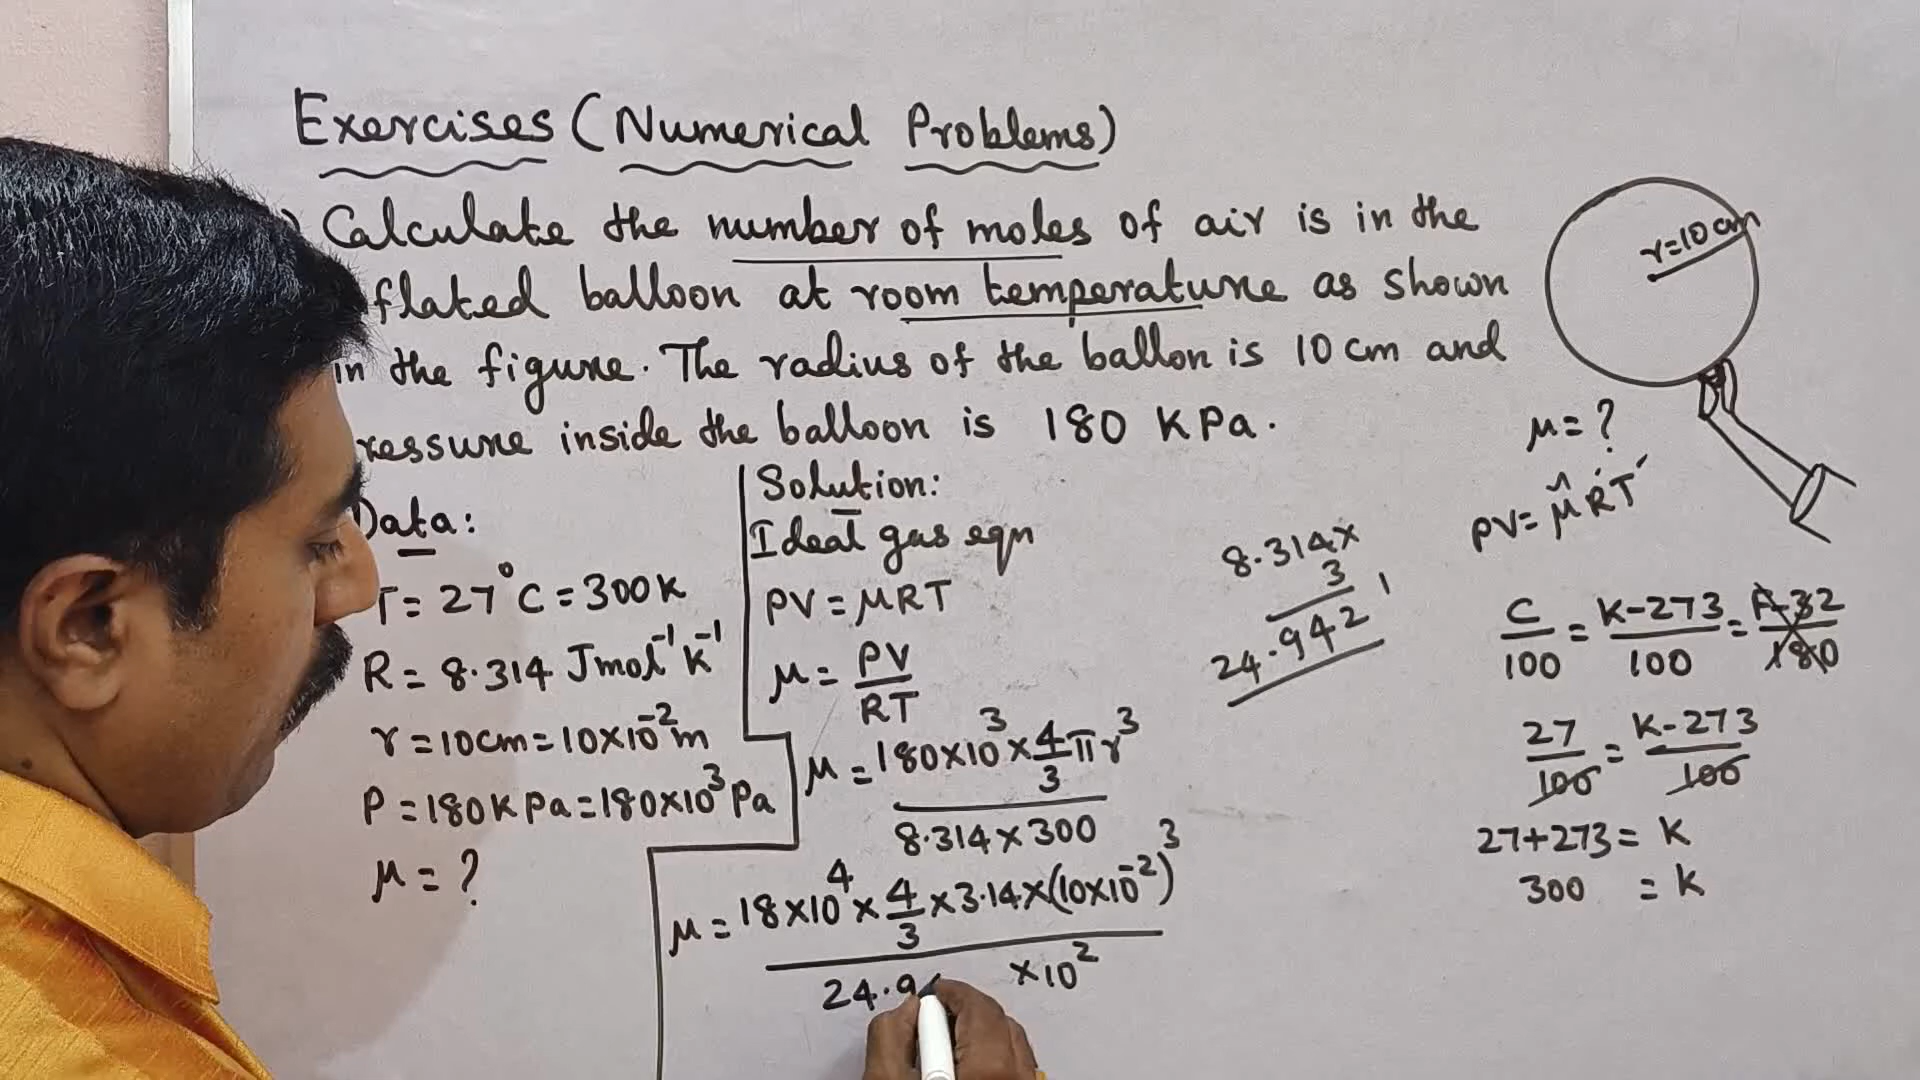 Exercises (Numerical Problems)
) Calculate the number of moles of air is in the
flated balloon at room temperature as shown
in the figure. The radius of the ballon is 10 cm and
ressure inside the balloon is 180 KPa.
r=10 cm
μ = ?
PV = μRT
Data:
T = 27°C = 300K
R = 8.314 Jmol⁻¹K⁻¹
r = 10cm = 10×10⁻²m
P = 180KPa = 180×10³Pa
μ = ?
Solution:
Ideal gas eqn
PV = μRT
μ = PV/RT
μ = 180×10³ × 4/3 πr³
8.314 × 300
μ = 18×10⁴ × 4/3 × 3.14 × (10×10⁻²)³
24.9 ×10²
8.314×
3
24.942
C/100 = K-273/100 = F-32/180
27/100 = K-273/100
27+273 = K
300 = K